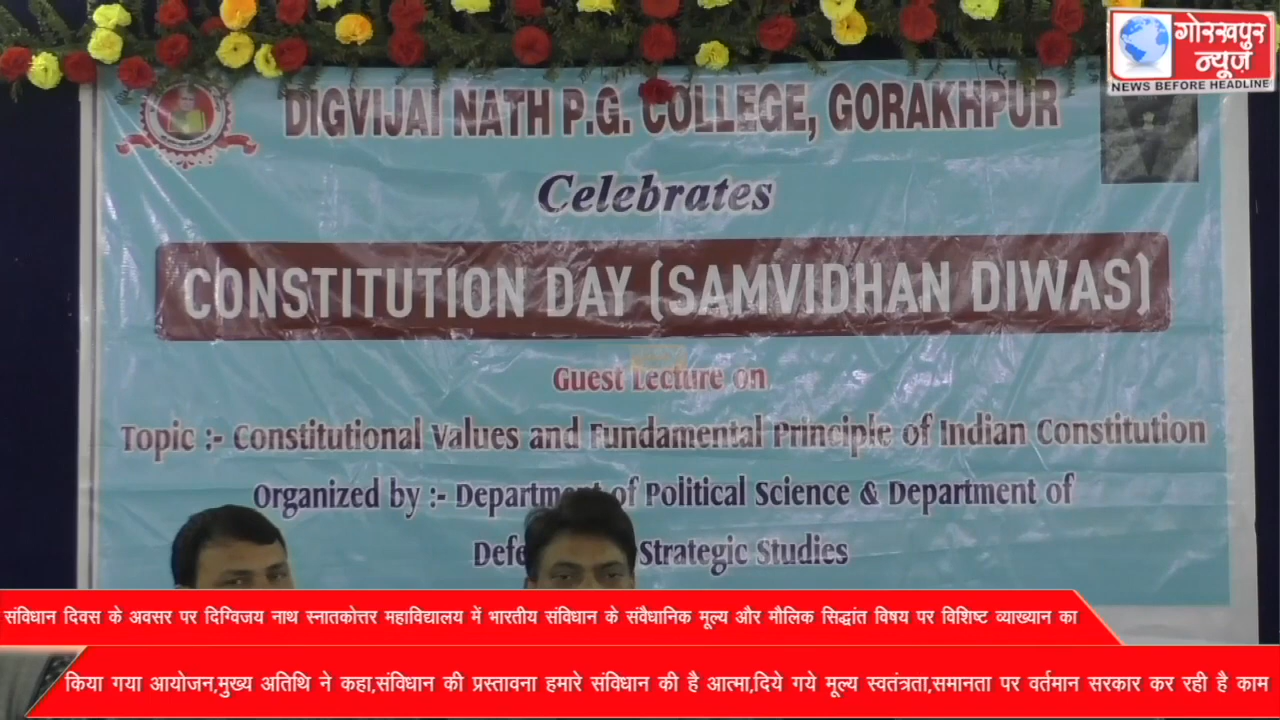 गोरखपुर
न्यूज़
NEWS BEFORE HEADLINE
DIGVIJAI NATH P.G. COLLEGE, GORAKHPUR
Celebrates
CONSTITUTION DAY (SAMVIDHAN DIWAS)
Guest Lecture on
Topic :- Constitutional Values and Fundamental Principle of Indian Constitution
Organized by :- Department of Political Science & Department of
Strategic Studies
संविधान दिवस के अवसर पर दिग्विजय नाथ स्नातकोत्तर महाविद्यालय में भारतीय संविधान के संवैधानिक मूल्य और मौलिक सिद्धांत विषय पर विशिष्ट व्याख्यान का
किया गया आयोजन,मुख्य अतिथि ने कहा,संविधान की प्रस्तावना हमारे संविधान की है आत्मा,दिये गये मूल्य स्वतंत्रता,समानता पर वर्तमान सरकार कर रही है काम